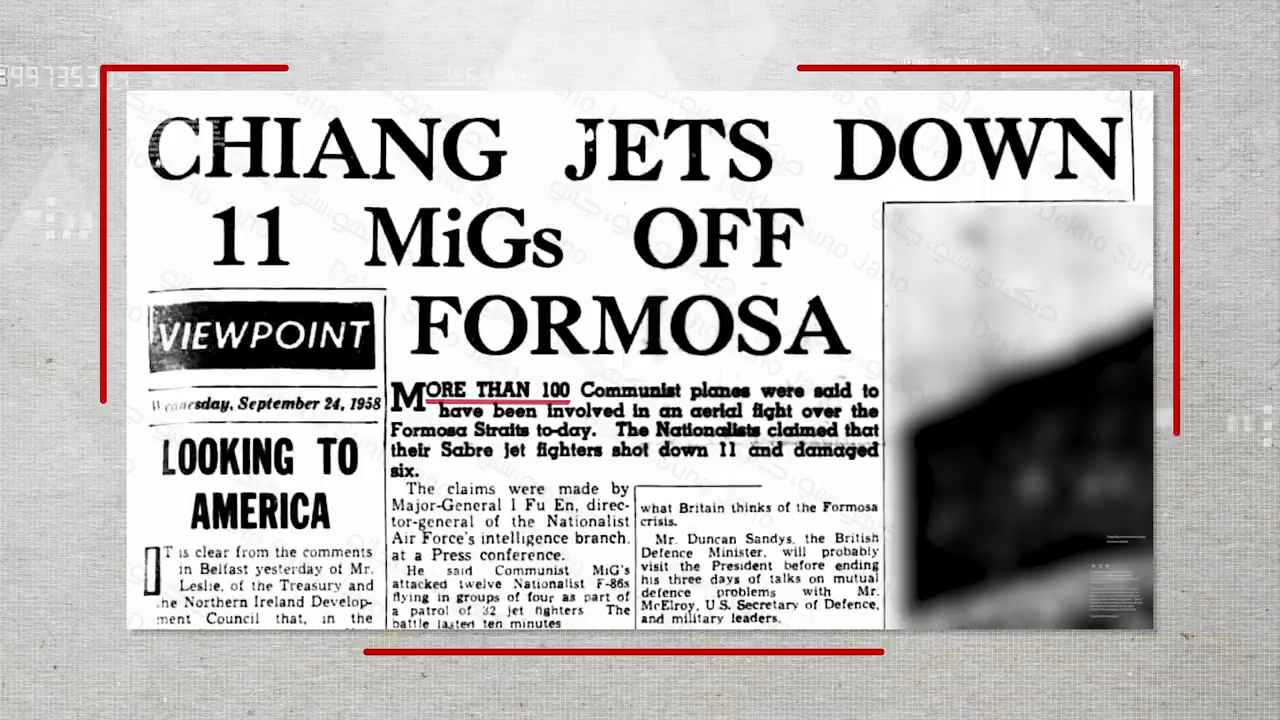 CHIANG JETS DOWN
11 MiGs OFF
FORMOSA
VIEWPOINT
Wednesday, September 24, 1958
LOOKING TO
AMERICA
IT is clear from the comments
in Belfast yesterday of Mr.
Leslie, of the Treasury and
he Northern Ireland Develop-
ment Council that, in the
MORE THAN 100 Communist planes were said to
have been involved in an aerial fight over the
Formosa Straits to-day. The Nationalists claimed that
their Sabre jet fighters shot down 11 and damaged
six.
The claims were made by
Major-General I Fu En, direc-
tor-general of the Nationalist
Air Force's intelligence branch.
at a Press conference.
He said Communist MiG's
attacked twelve Nationalist F-86s
flying in groups of four as part of
a patrol of 32 jet fighters The
battle lasted ten minutes
what Britain thinks of the Formosa
crisis.
Mr. Duncan Sandys, the British
Defence Minister, will probably
visit the President before ending
his three days of talks on mutual
defence problems with Mr.
McElroy, U.S. Secretary of Defence,
and military leaders.